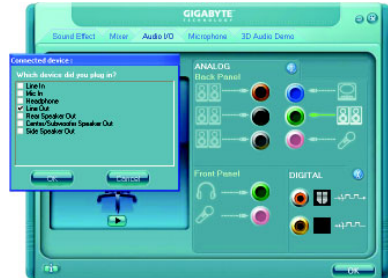 GIGABYTE
TECHNOLOGY
Sound Effect Mixer Audio I/O Microphone 3D Audio Demo
Connected device :
Which device did you plug in?
Line In
Mic In
Headphone
Line Out
Rear Speaker Out
Center/Subwoofer Speaker Out
Side Speaker Out
OK Cancel
ANALOG
Back Panel
Front Panel
DIGITAL
OK